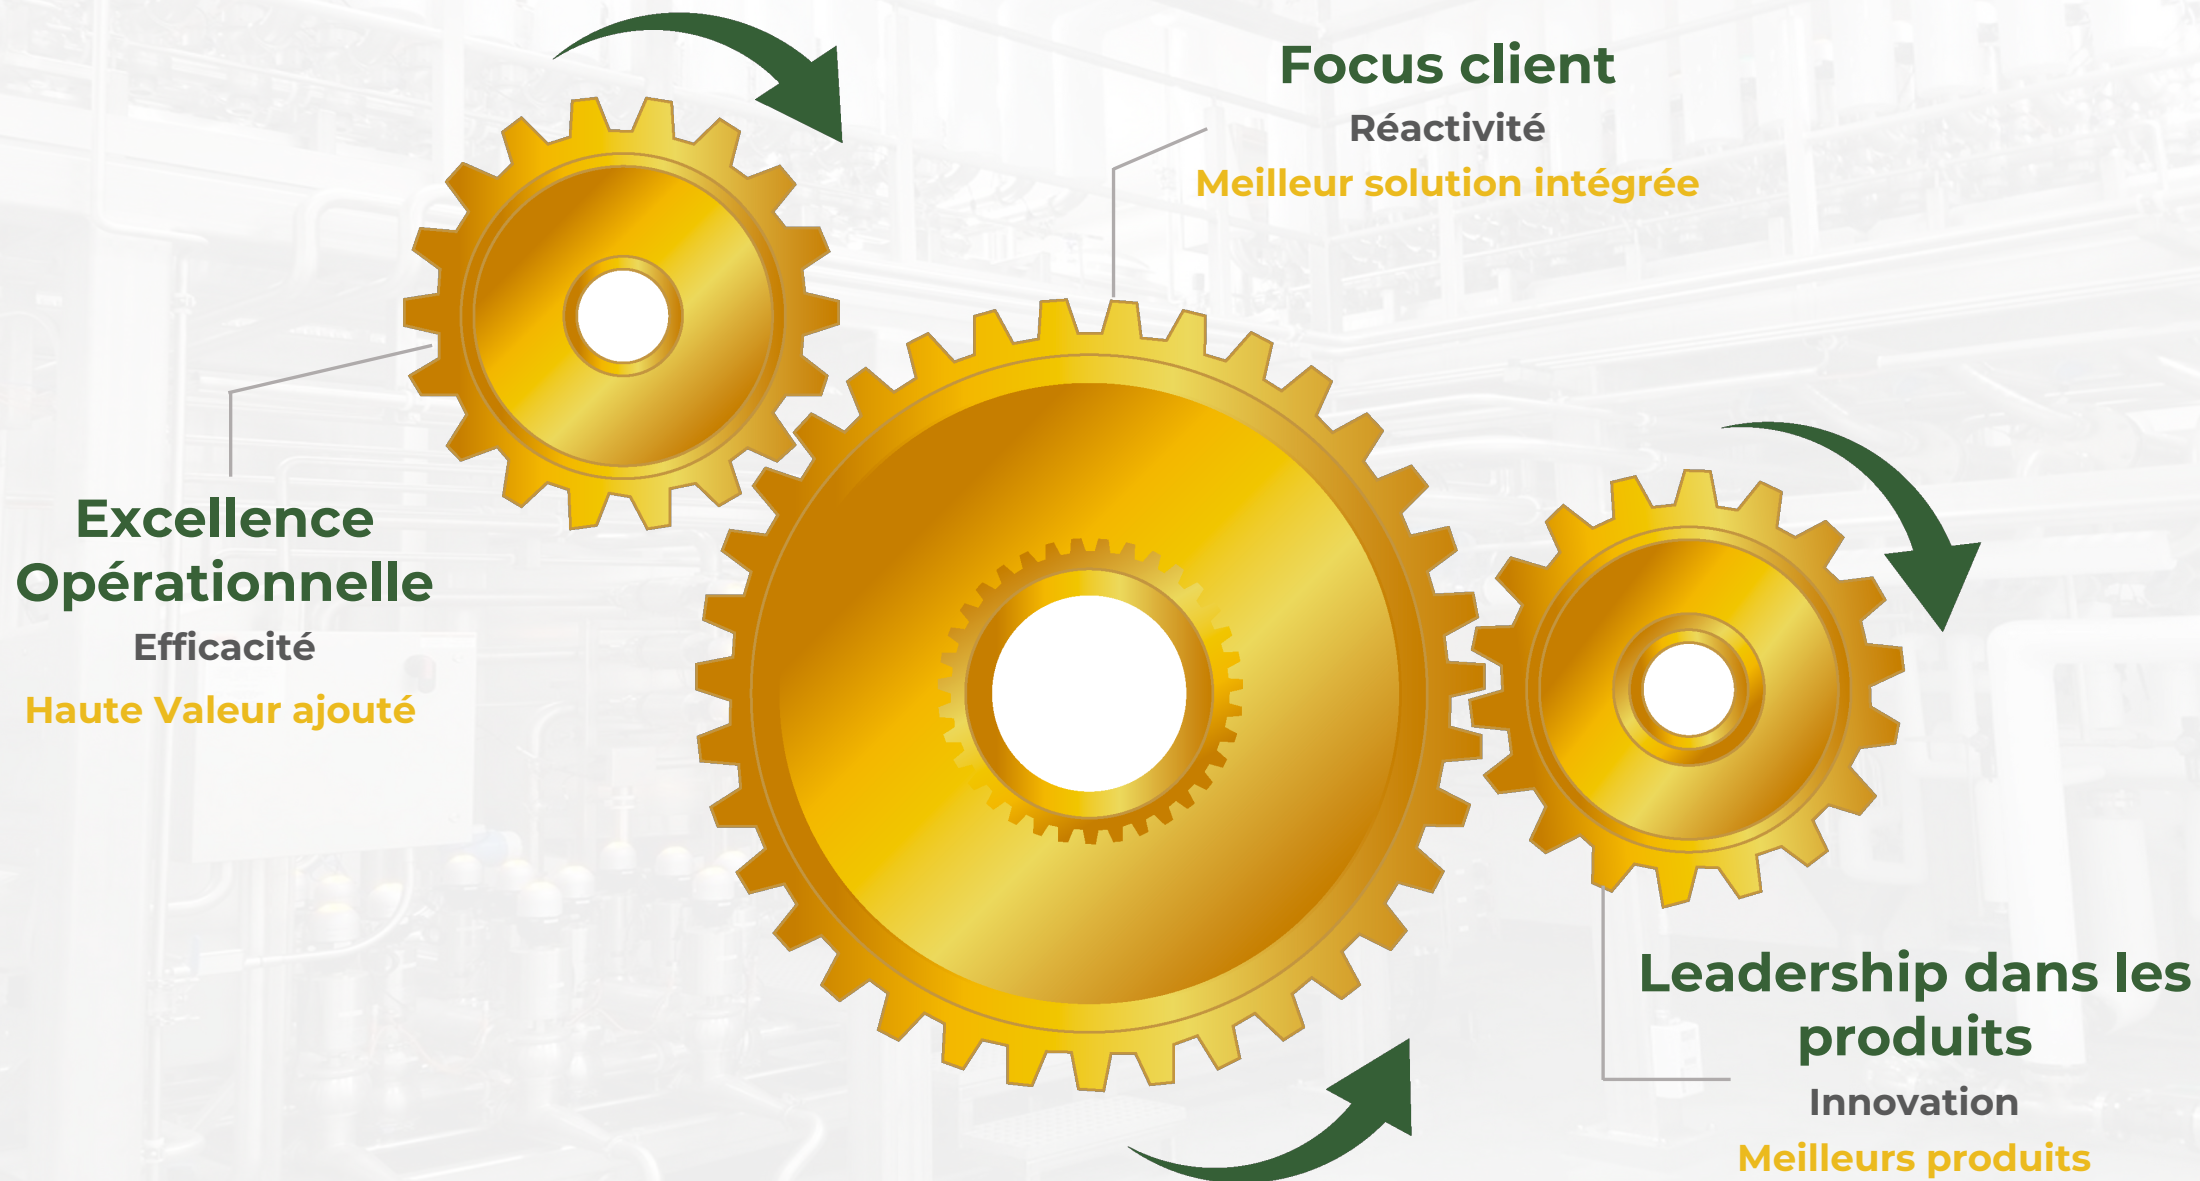 Focus client
Réactivité
Meilleur solution intégrée
Excellence
Opérationnelle
Efficacité
Haute Valeur ajouté
Leadership dans les
produits
Innovation
Meilleurs produits